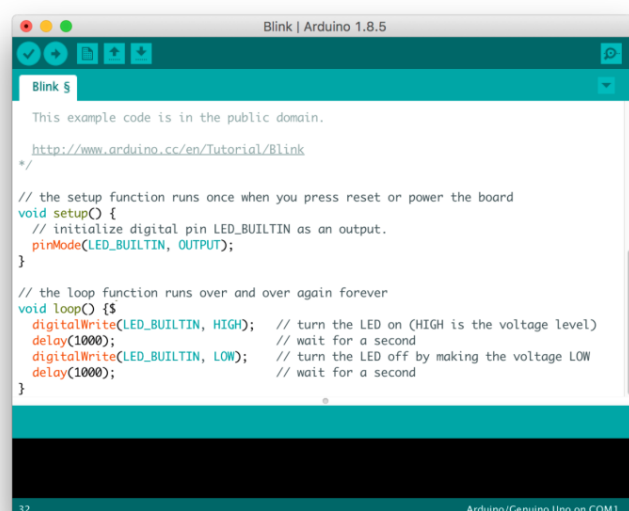 Blink | Arduino 1.8.5
Blink §
This example code is in the public domain.
http://www.arduino.cc/en/Tutorial/Blink
*/
// the setup function runs once when you press reset or power the board
void setup() {
// initialize digital pin LED_BUILTIN as an output.
pinMode(LED_BUILTIN, OUTPUT);
}
// the loop function runs over and over again forever
void loop() {$
digitalWrite(LED_BUILTIN, HIGH); // turn the LED on (HIGH is the voltage level)
delay(1000); // wait for a second
digitalWrite(LED_BUILTIN, LOW); // turn the LED off by making the voltage LOW
delay(1000); // wait for a second
}
32 Arduino/Genuino Uno on COM1